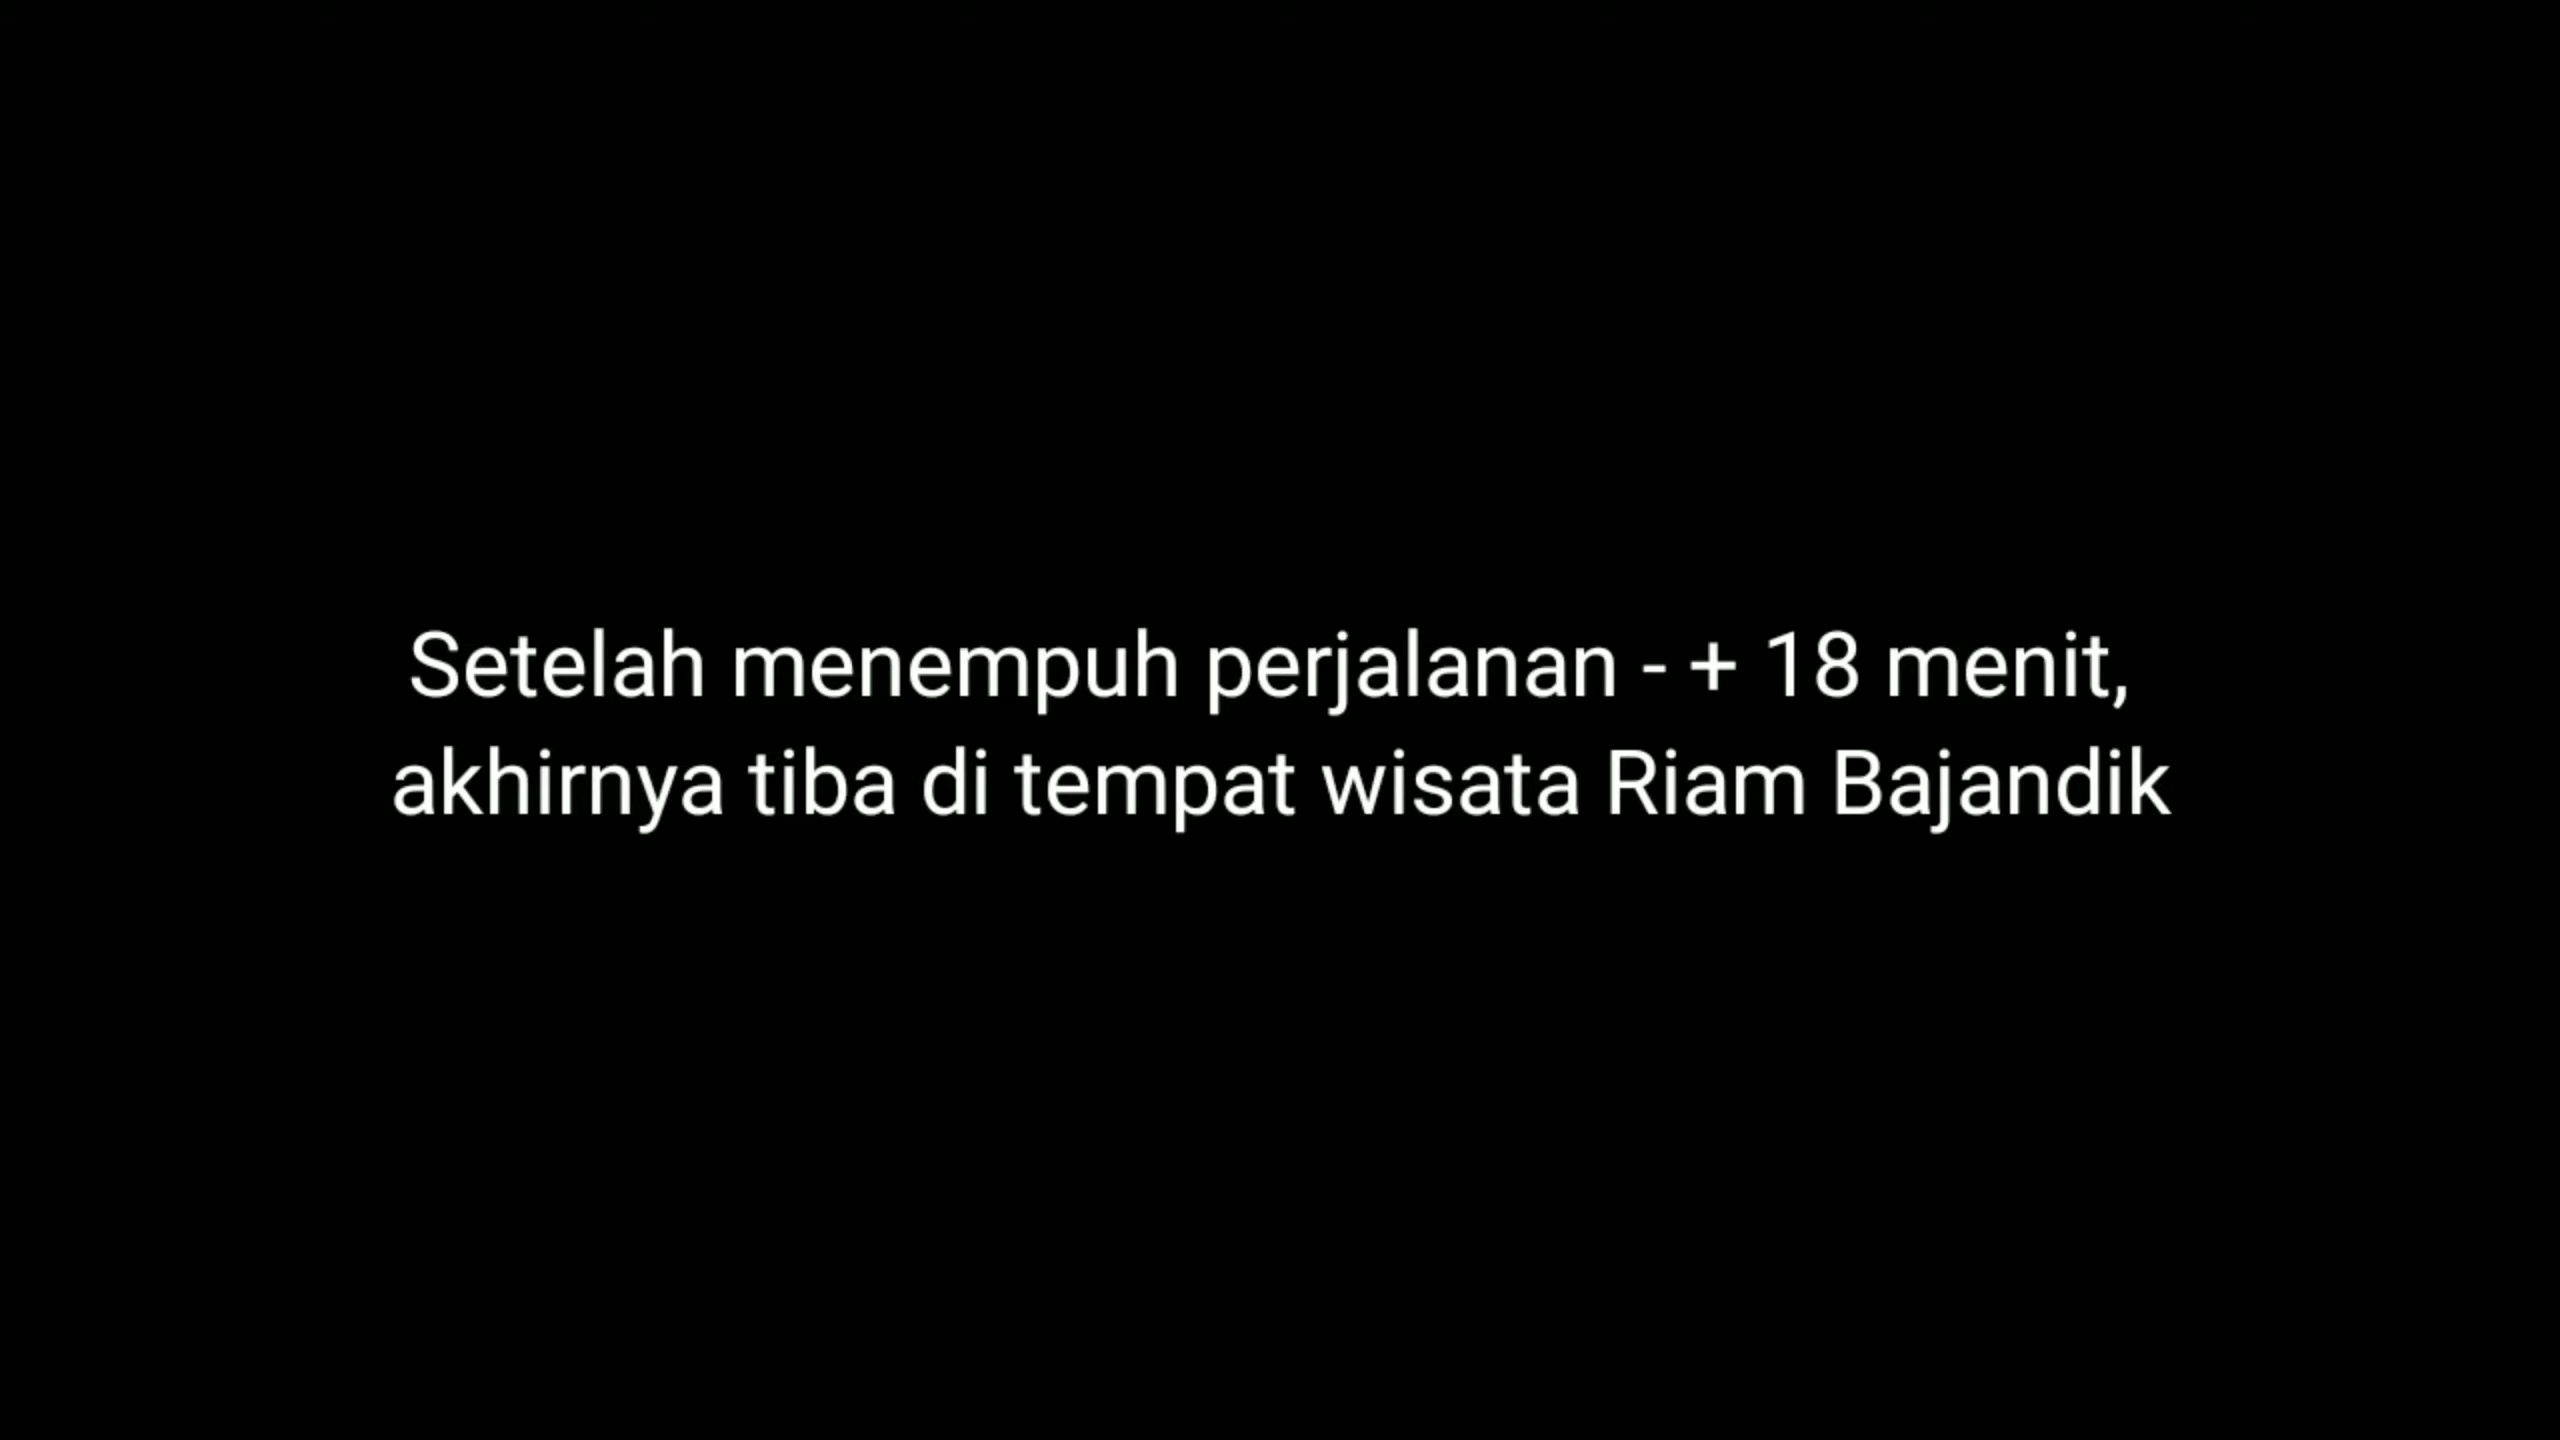 Setelah menempuh perjalanan - + 18 menit,
akhirnya tiba di tempat wisata Riam Bajandik